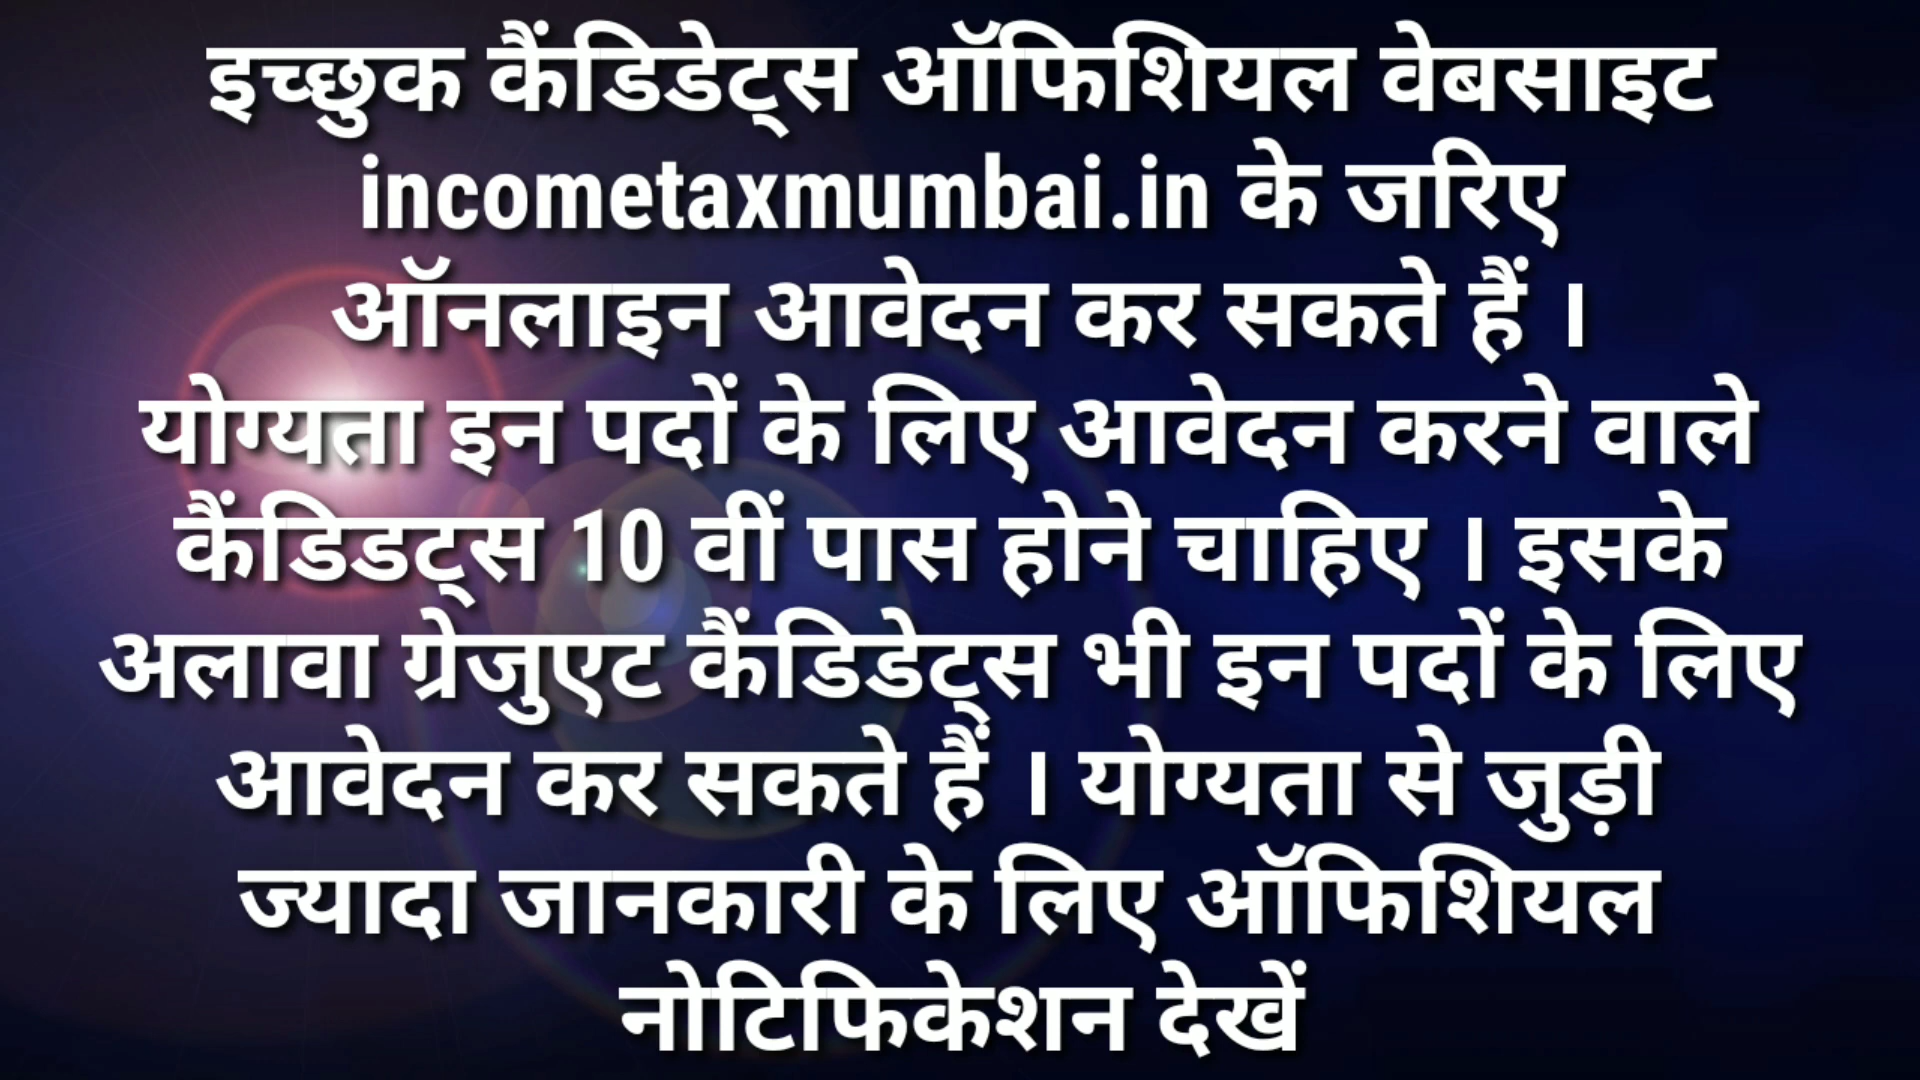 इच्छुक कैंडिडेट्स ऑफिशियल वेबसाइट
incometaxmumbai.in के जरिए
ऑनलाइन आवेदन कर सकते हैं ।
योग्यता इन पदों के लिए आवेदन करने वाले
कैंडिडट्स 10 वीं पास होने चाहिए । इसके
अलावा ग्रेजुएट कैंडिडेट्स भी इन पदों के लिए
आवेदन कर सकते हैं । योग्यता से जुड़ी
ज्यादा जानकारी के लिए ऑफिशियल
नोटिफिकेशन देखें